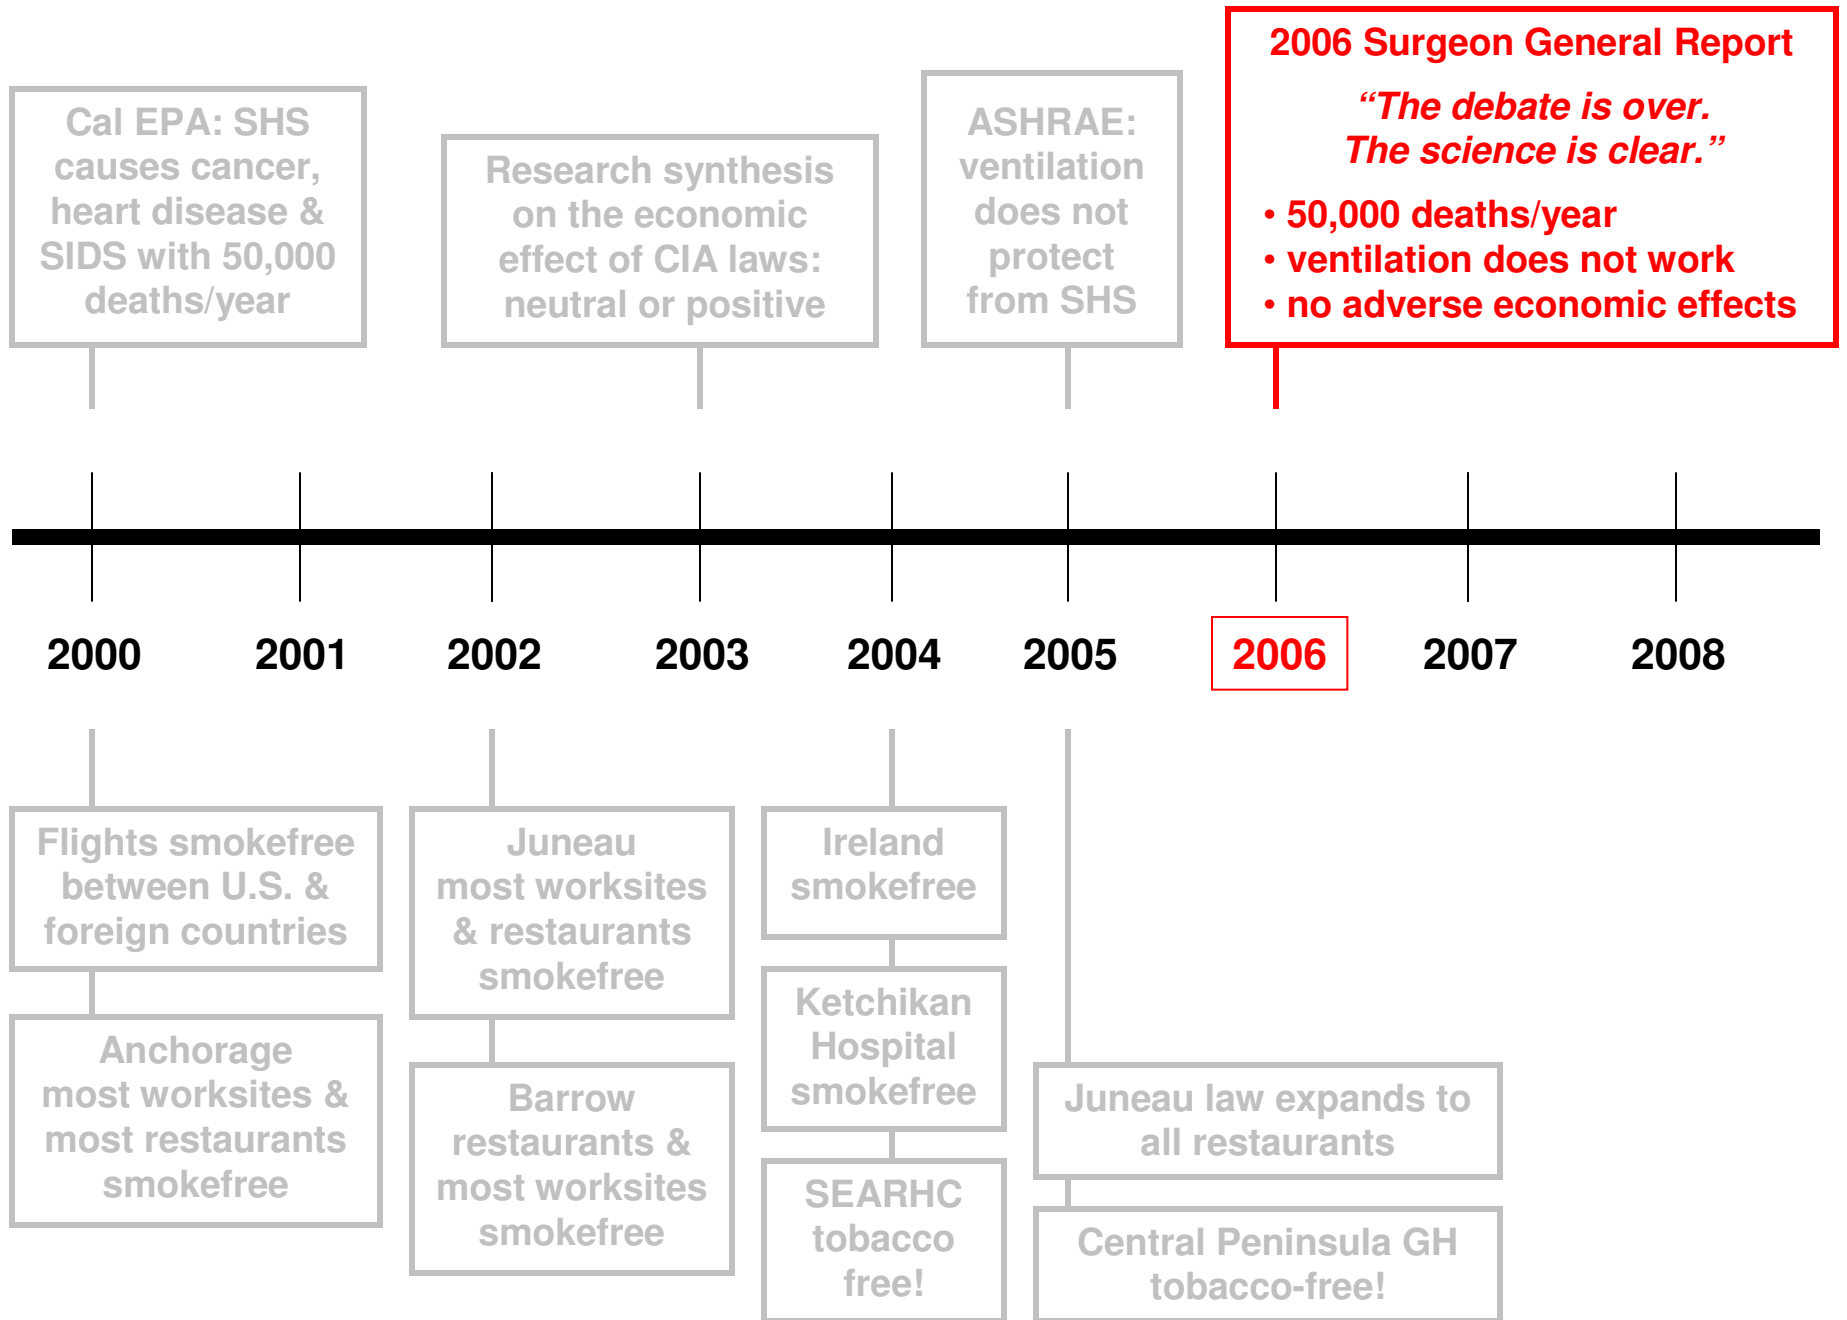 Cal EPA: SHS
causes cancer,
heart disease &
SIDS with 50,000
deaths/year
Research synthesis
on the economic
effect of CIA laws:
neutral or positive
ASHRAE:
ventilation
does not
protect
from SHS
2006 Surgeon General Report
“The debate is over.
The science is clear.”
• 50,000 deaths/year
• ventilation does not work
• no adverse economic effects
2000 2001 2002 2003 2004 2005 2006 2007 2008
Flights smokefree
between U.S. &
foreign countries
Anchorage
most worksites &
most restaurants
smokefree
Juneau
most worksites
& restaurants
smokefree
Barrow
restaurants &
most worksites
smokefree
Ireland
smokefree
Ketchikan
Hospital
smokefree
SEARHC
tobacco
free!
Juneau law expands to
all restaurants
Central Peninsula GH
tobacco-free!